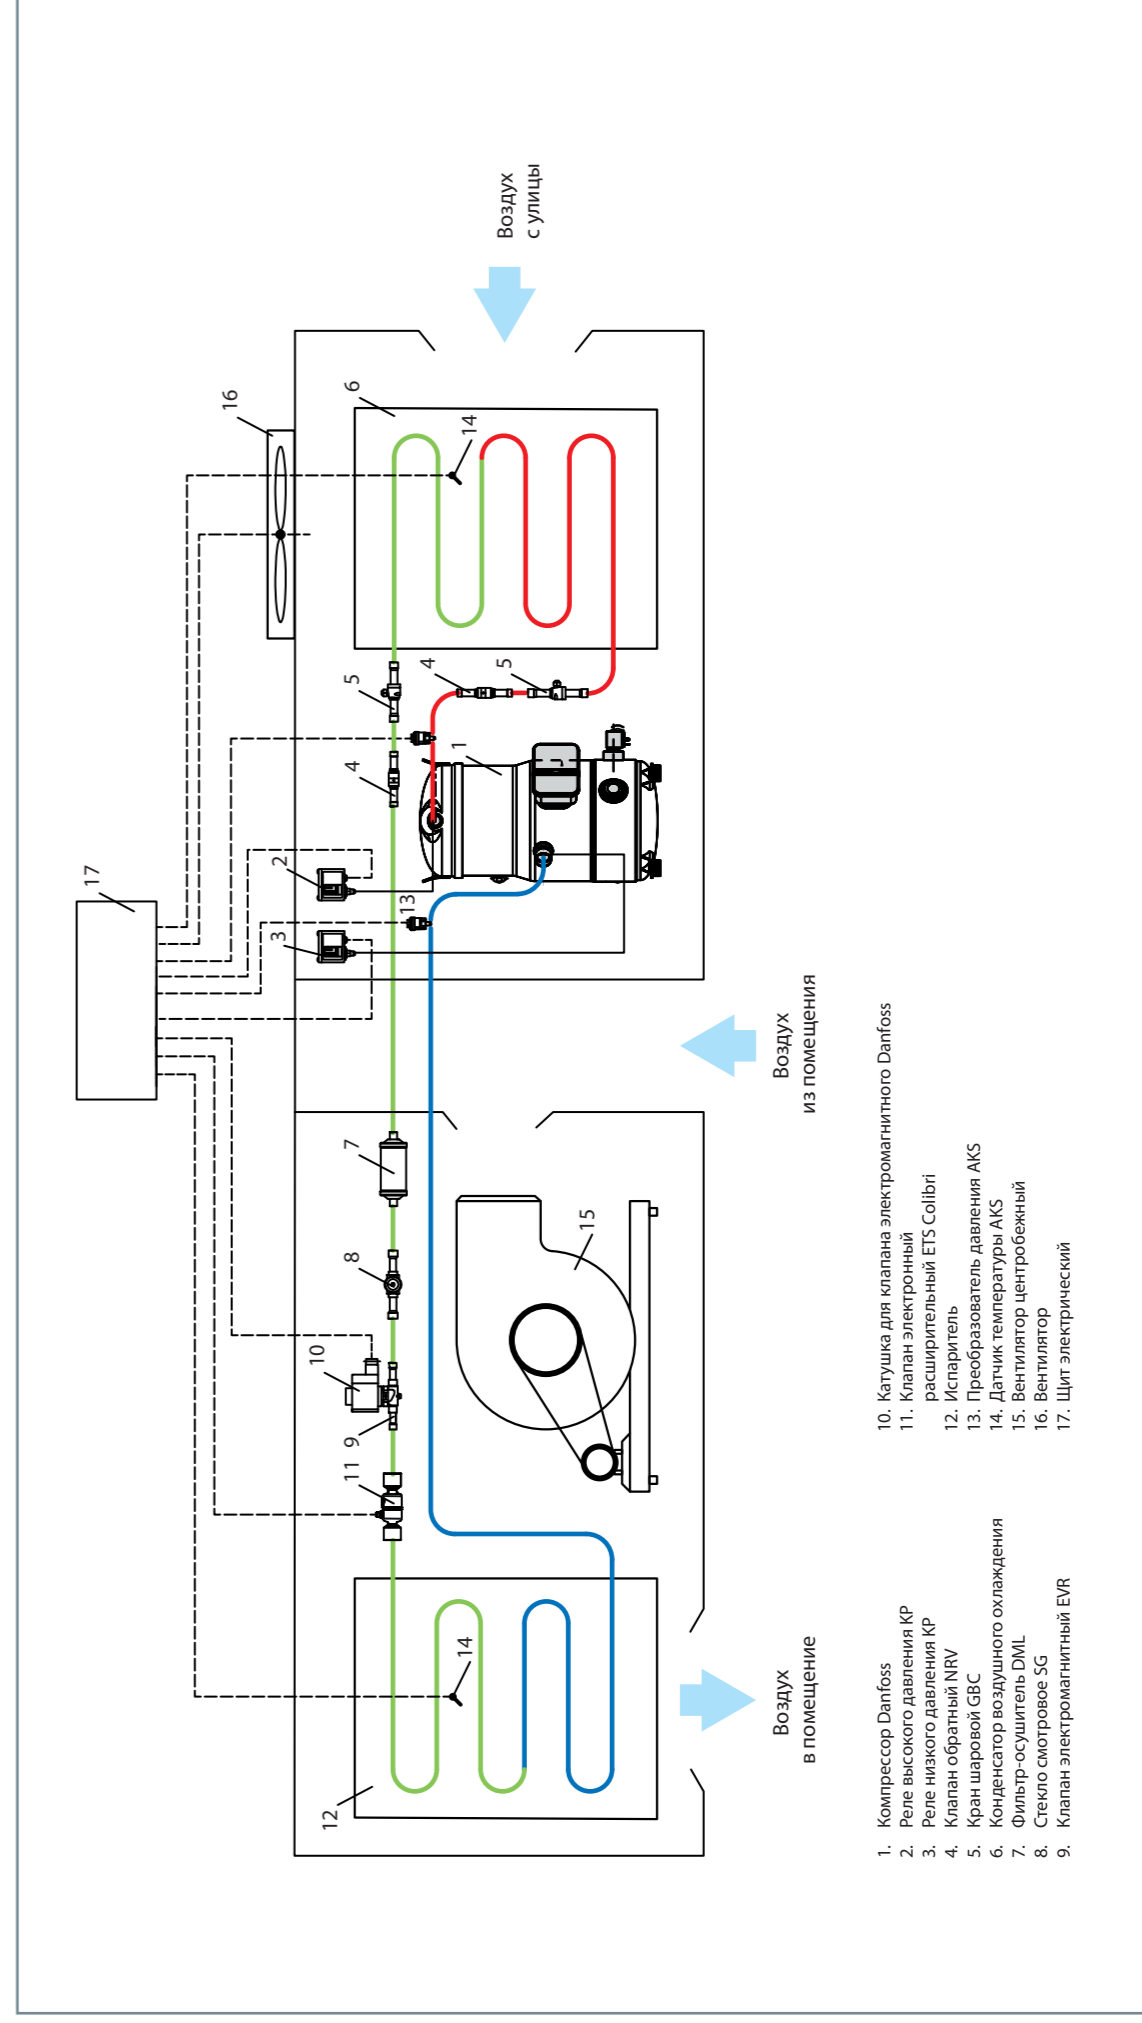 17
16
3
2
10
12
11
9
8
7
4
5
6
13
4
1
14
14
5
Воздух
с улицы
15
Воздух
в помещение
Воздух
из помещения
1. Компрессор Danfoss
2. Реле высокого давления KP
3. Реле низкого давления KP
4. Клапан обратный NRV
5. Кран шаровой GBC
6. Конденсатор воздушного охлаждения
7. Фильтр-осушитель DML
8. Стекло смотровое SG
9. Клапан электромагнитный EVR
10. Катушка для клапана электромагнитного Danfoss
11. Клапан электронный
расширительный ETS Colibri
12. Испаритель
13. Преобразователь давления AKS
14. Датчик температуры AKS
15. Вентилятор центробежный
16. Вентилятор
17. Щит электрический